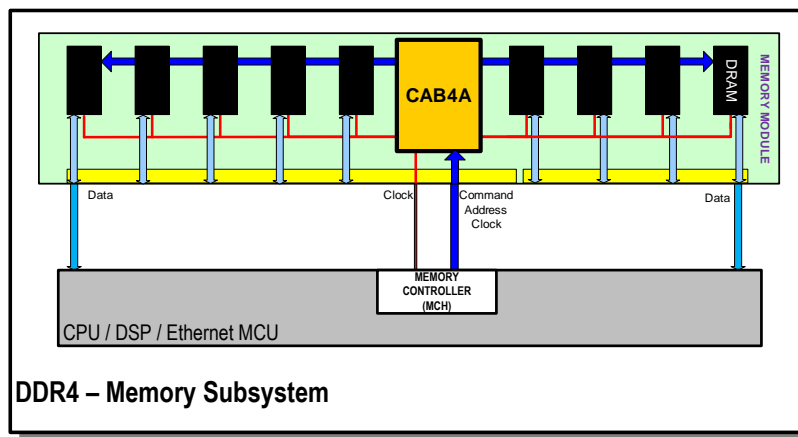 CAB4A
DRAM
MEMORY MODULE
Data
Clock
Command
Address
Clock
Data
MEMORY
CONTROLLER
(MCH)
CPU / DSP / Ethernet MCU
DDR4 – Memory Subsystem